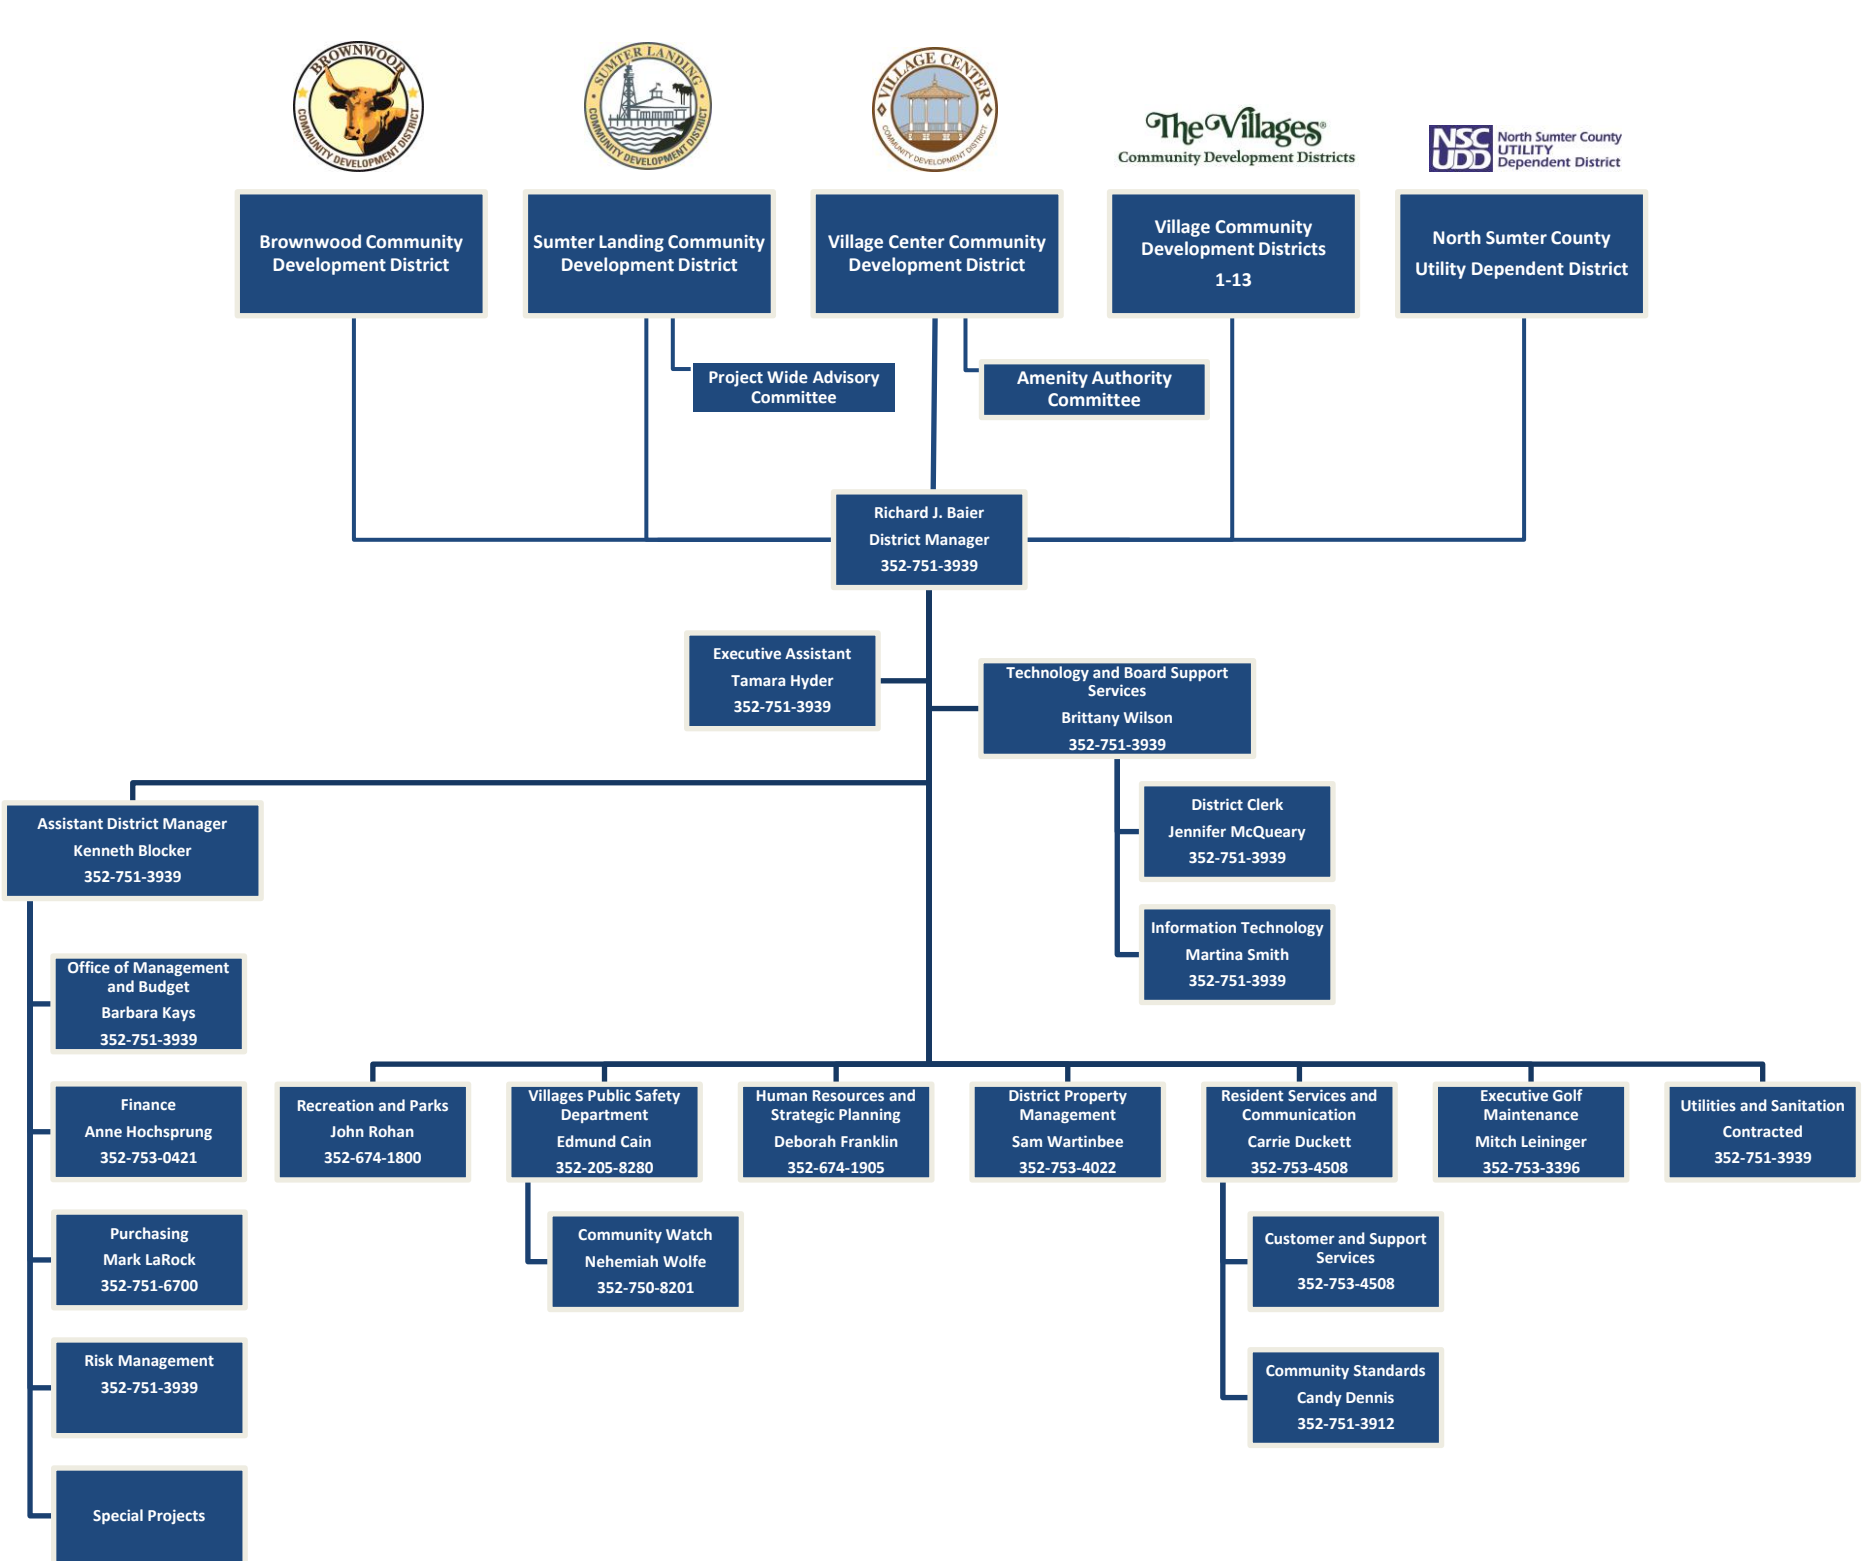 BROWNWOOD
COMMUNITY DEVELOPMENT DISTRICT
SUMTER LANDING
COMMUNITY DEVELOPMENT DISTRICT
VILLAGE CENTER
COMMUNITY DEVELOPMENT DISTRICT
The Villages®
Community Development Districts
NSC
UDD
North Sumter County
UTILITY
Dependent District
Brownwood Community
Development District
Sumter Landing Community
Development District
Village Center Community
Development District
Village Community
Development Districts
1-13
North Sumter County
Utility Dependent District
Project Wide Advisory
Committee
Amenity Authority
Committee
Richard J. Baier
District Manager
352-751-3939
Executive Assistant
Tamara Hyder
352-751-3939
Technology and Board Support
Services
Brittany Wilson
352-751-3939
District Clerk
Jennifer McQueary
352-751-3939
Information Technology
Martina Smith
352-751-3939
Assistant District Manager
Kenneth Blocker
352-751-3939
Office of Management
and Budget
Barbara Kays
352-751-3939
Finance
Anne Hochsprung
352-753-0421
Purchasing
Mark LaRock
352-751-6700
Risk Management
352-751-3939
Special Projects
Recreation and Parks
John Rohan
352-674-1800
Villages Public Safety
Department
Edmund Cain
352-205-8280
Community Watch
Nehemiah Wolfe
352-750-8201
Human Resources and
Strategic Planning
Deborah Franklin
352-674-1905
District Property
Management
Sam Wartinbee
352-753-4022
Resident Services and
Communication
Carrie Duckett
352-753-4508
Customer and Support
Services
352-753-4508
Community Standards
Candy Dennis
352-751-3912
Executive Golf
Maintenance
Mitch Leininger
352-753-3396
Utilities and Sanitation
Contracted
352-751-3939